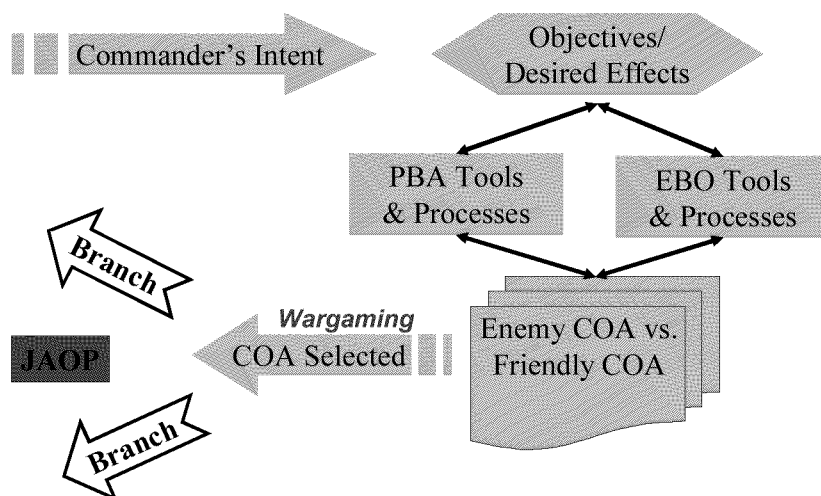 Commander's Intent
Objectives/
Desired Effects
PBA Tools
& Processes
EBO Tools
& Processes
Branch
Wargaming
COA Selected
Enemy COA vs.
Friendly COA
JAOP
Branch